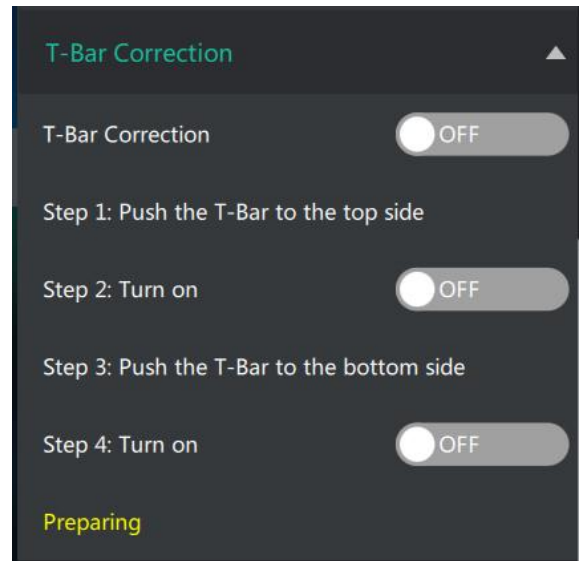 T-Bar Correction
T-Bar Correction OFF
Step 1: Push the T-Bar to the top side
Step 2: Turn on OFF
Step 3: Push the T-Bar to the bottom side
Step 4: Turn on OFF
Preparing